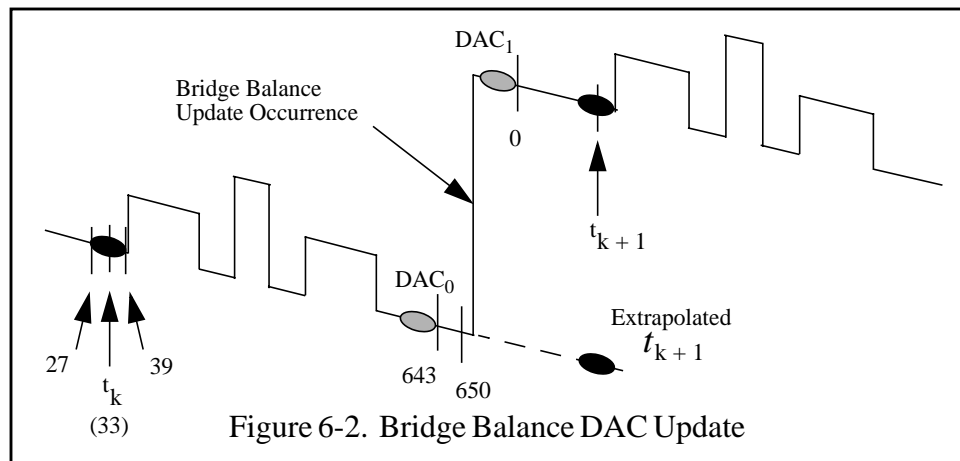 DAC1
Bridge Balance
Update Occurrence
0
tk + 1
DAC0
Extrapolated
tk + 1
27
39
643
650
tk
(33)
Figure 6-2. Bridge Balance DAC Update